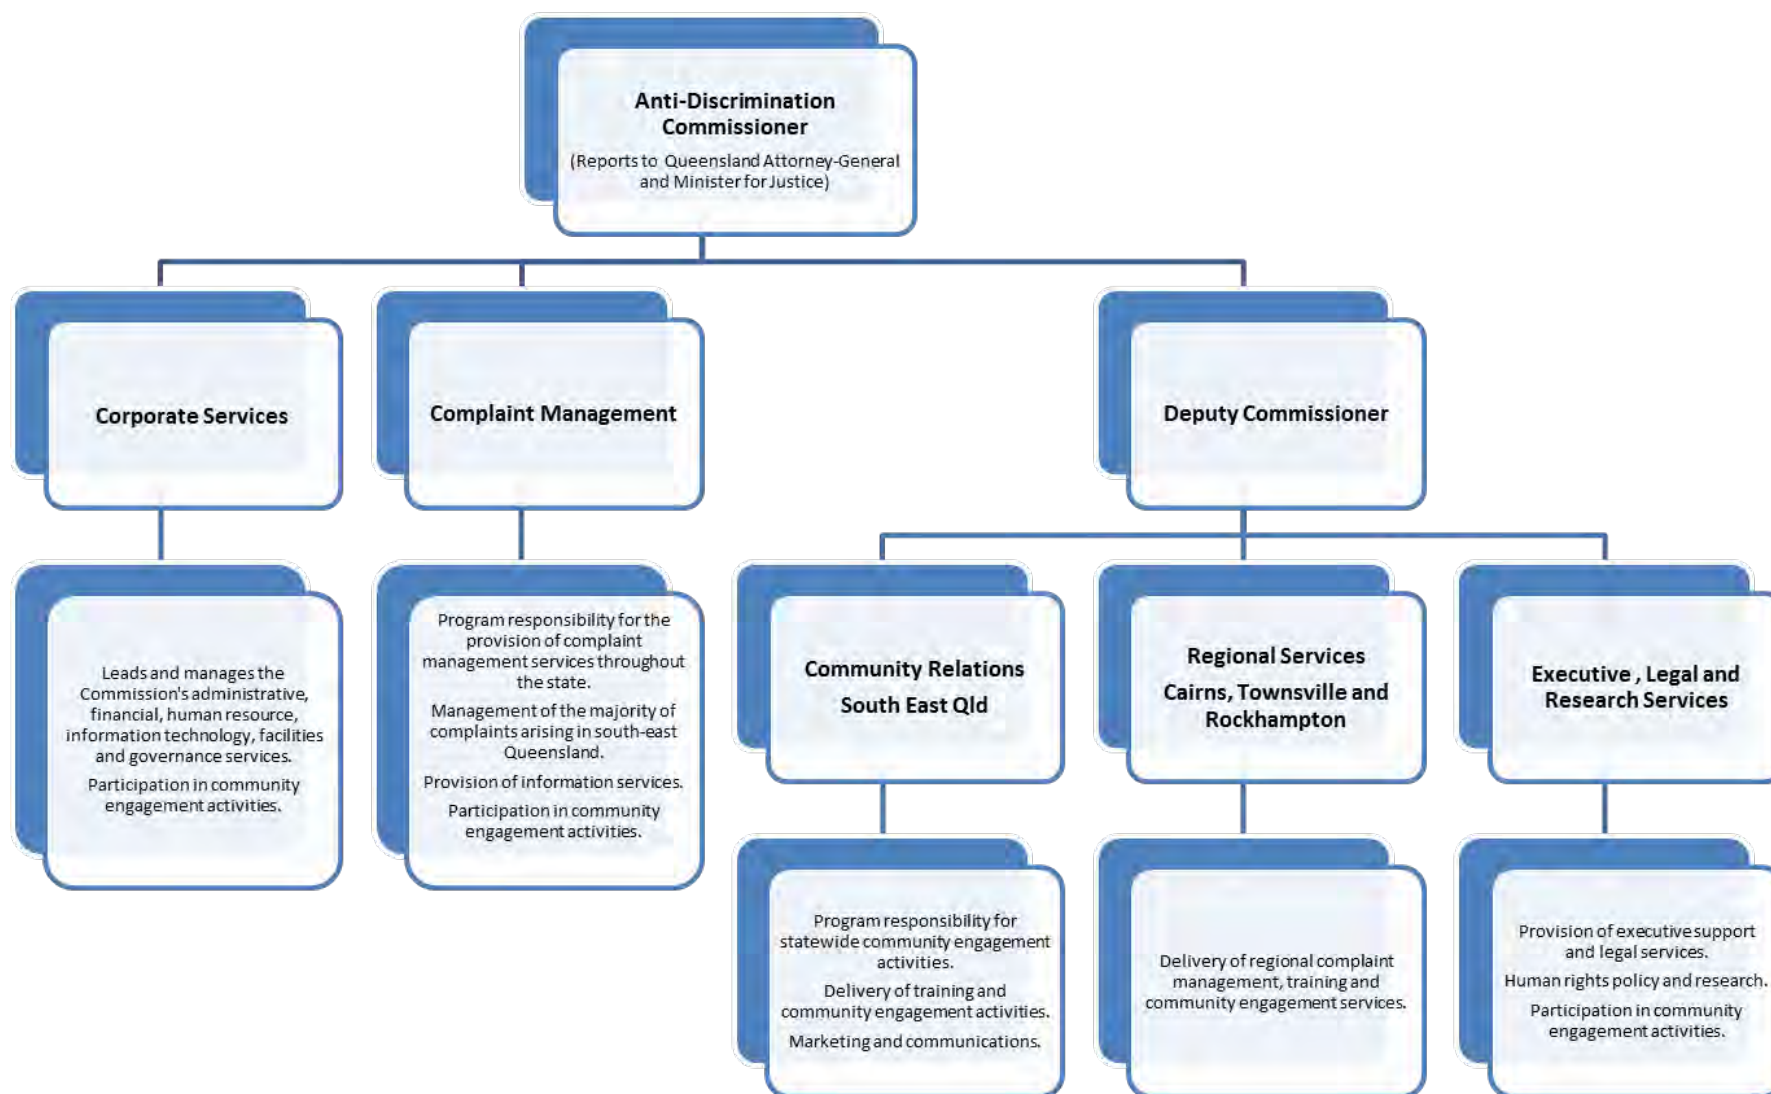 Anti-Discrimination
Commissioner
(Reports to Queensland Attorney-General
and Minister for Justice)
Corporate Services
Complaint Management
Deputy Commissioner
Leads and manages the
Commission's administrative,
financial, human resource,
information technology, facilities
and governance services.
Participation in community
engagement activities.
Program responsibility for the
provision of complaint
management services throughout
the state.
Management of the majority of
complaints arising in south-east
Queensland.
Provision of information services.
Participation in community
engagement activities.
Community Relations
South East Qld
Regional Services
Cairns, Townsville and
Rockhampton
Executive , Legal and
Research Services
Program responsibility for
statewide community engagement
activities.
Delivery of training and
community engagement activities.
Marketing and communications.
Delivery of regional complaint
management, training and
community engagement services.
Provision of executive support
and legal services.
Human rights policy and research.
Participation in community
engagement activities.